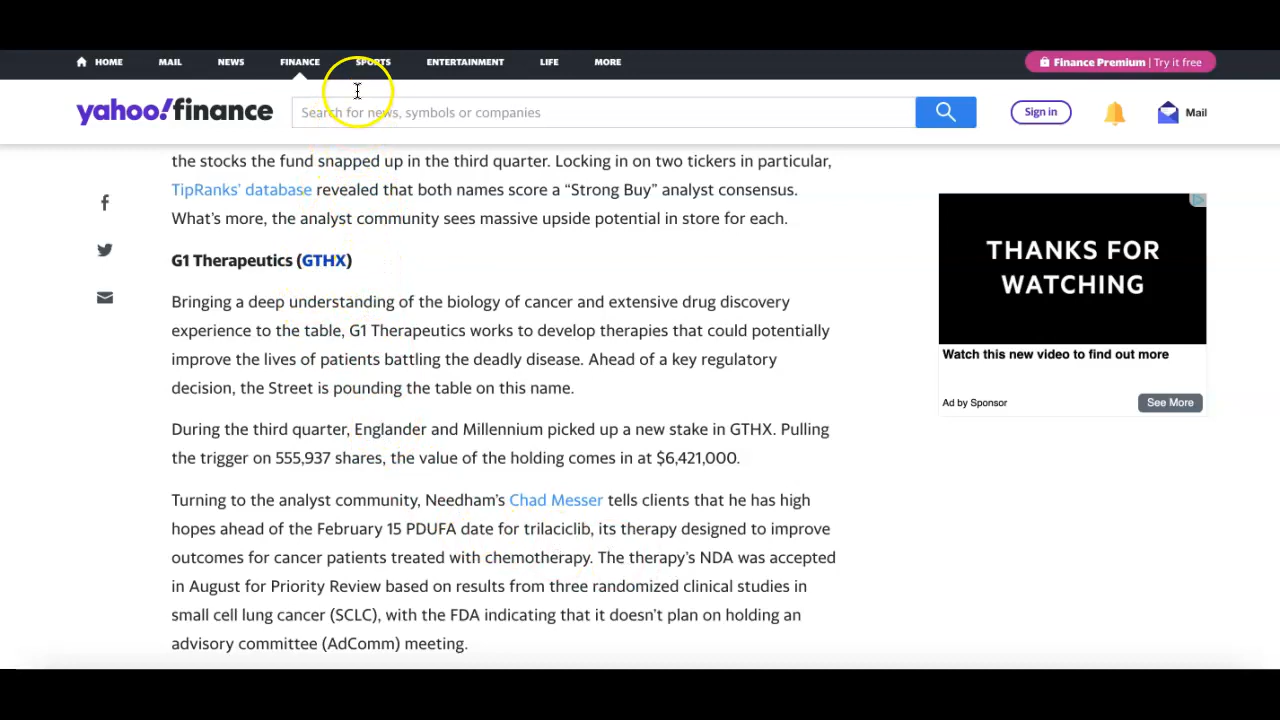 HOME MAIL NEWS FINANCE SPORTS ENTERTAINMENT LIFE MORE Finance Premium | Try it free
yahoo!finance Search for news, symbols or companies Sign in Mail
the stocks the fund snapped up in the third quarter. Locking in on two tickers in particular,
TipRanks’ database revealed that both names score a “Strong Buy” analyst consensus.
What’s more, the analyst community sees massive upside potential in store for each.
G1 Therapeutics (GTHX)
Bringing a deep understanding of the biology of cancer and extensive drug discovery
experience to the table, G1 Therapeutics works to develop therapies that could potentially
improve the lives of patients battling the deadly disease. Ahead of a key regulatory
decision, the Street is pounding the table on this name.
During the third quarter, Englander and Millennium picked up a new stake in GTHX. Pulling
the trigger on 555,937 shares, the value of the holding comes in at $6,421,000.
Turning to the analyst community, Needham’s Chad Messer tells clients that he has high
hopes ahead of the February 15 PDUFA date for trilaciclib, its therapy designed to improve
outcomes for cancer patients treated with chemotherapy. The therapy’s NDA was accepted
in August for Priority Review based on results from three randomized clinical studies in
small cell lung cancer (SCLC), with the FDA indicating that it doesn’t plan on holding an
advisory committee (AdComm) meeting.
THANKS FOR
WATCHING
Watch this new video to find out more
Ad by Sponsor See More